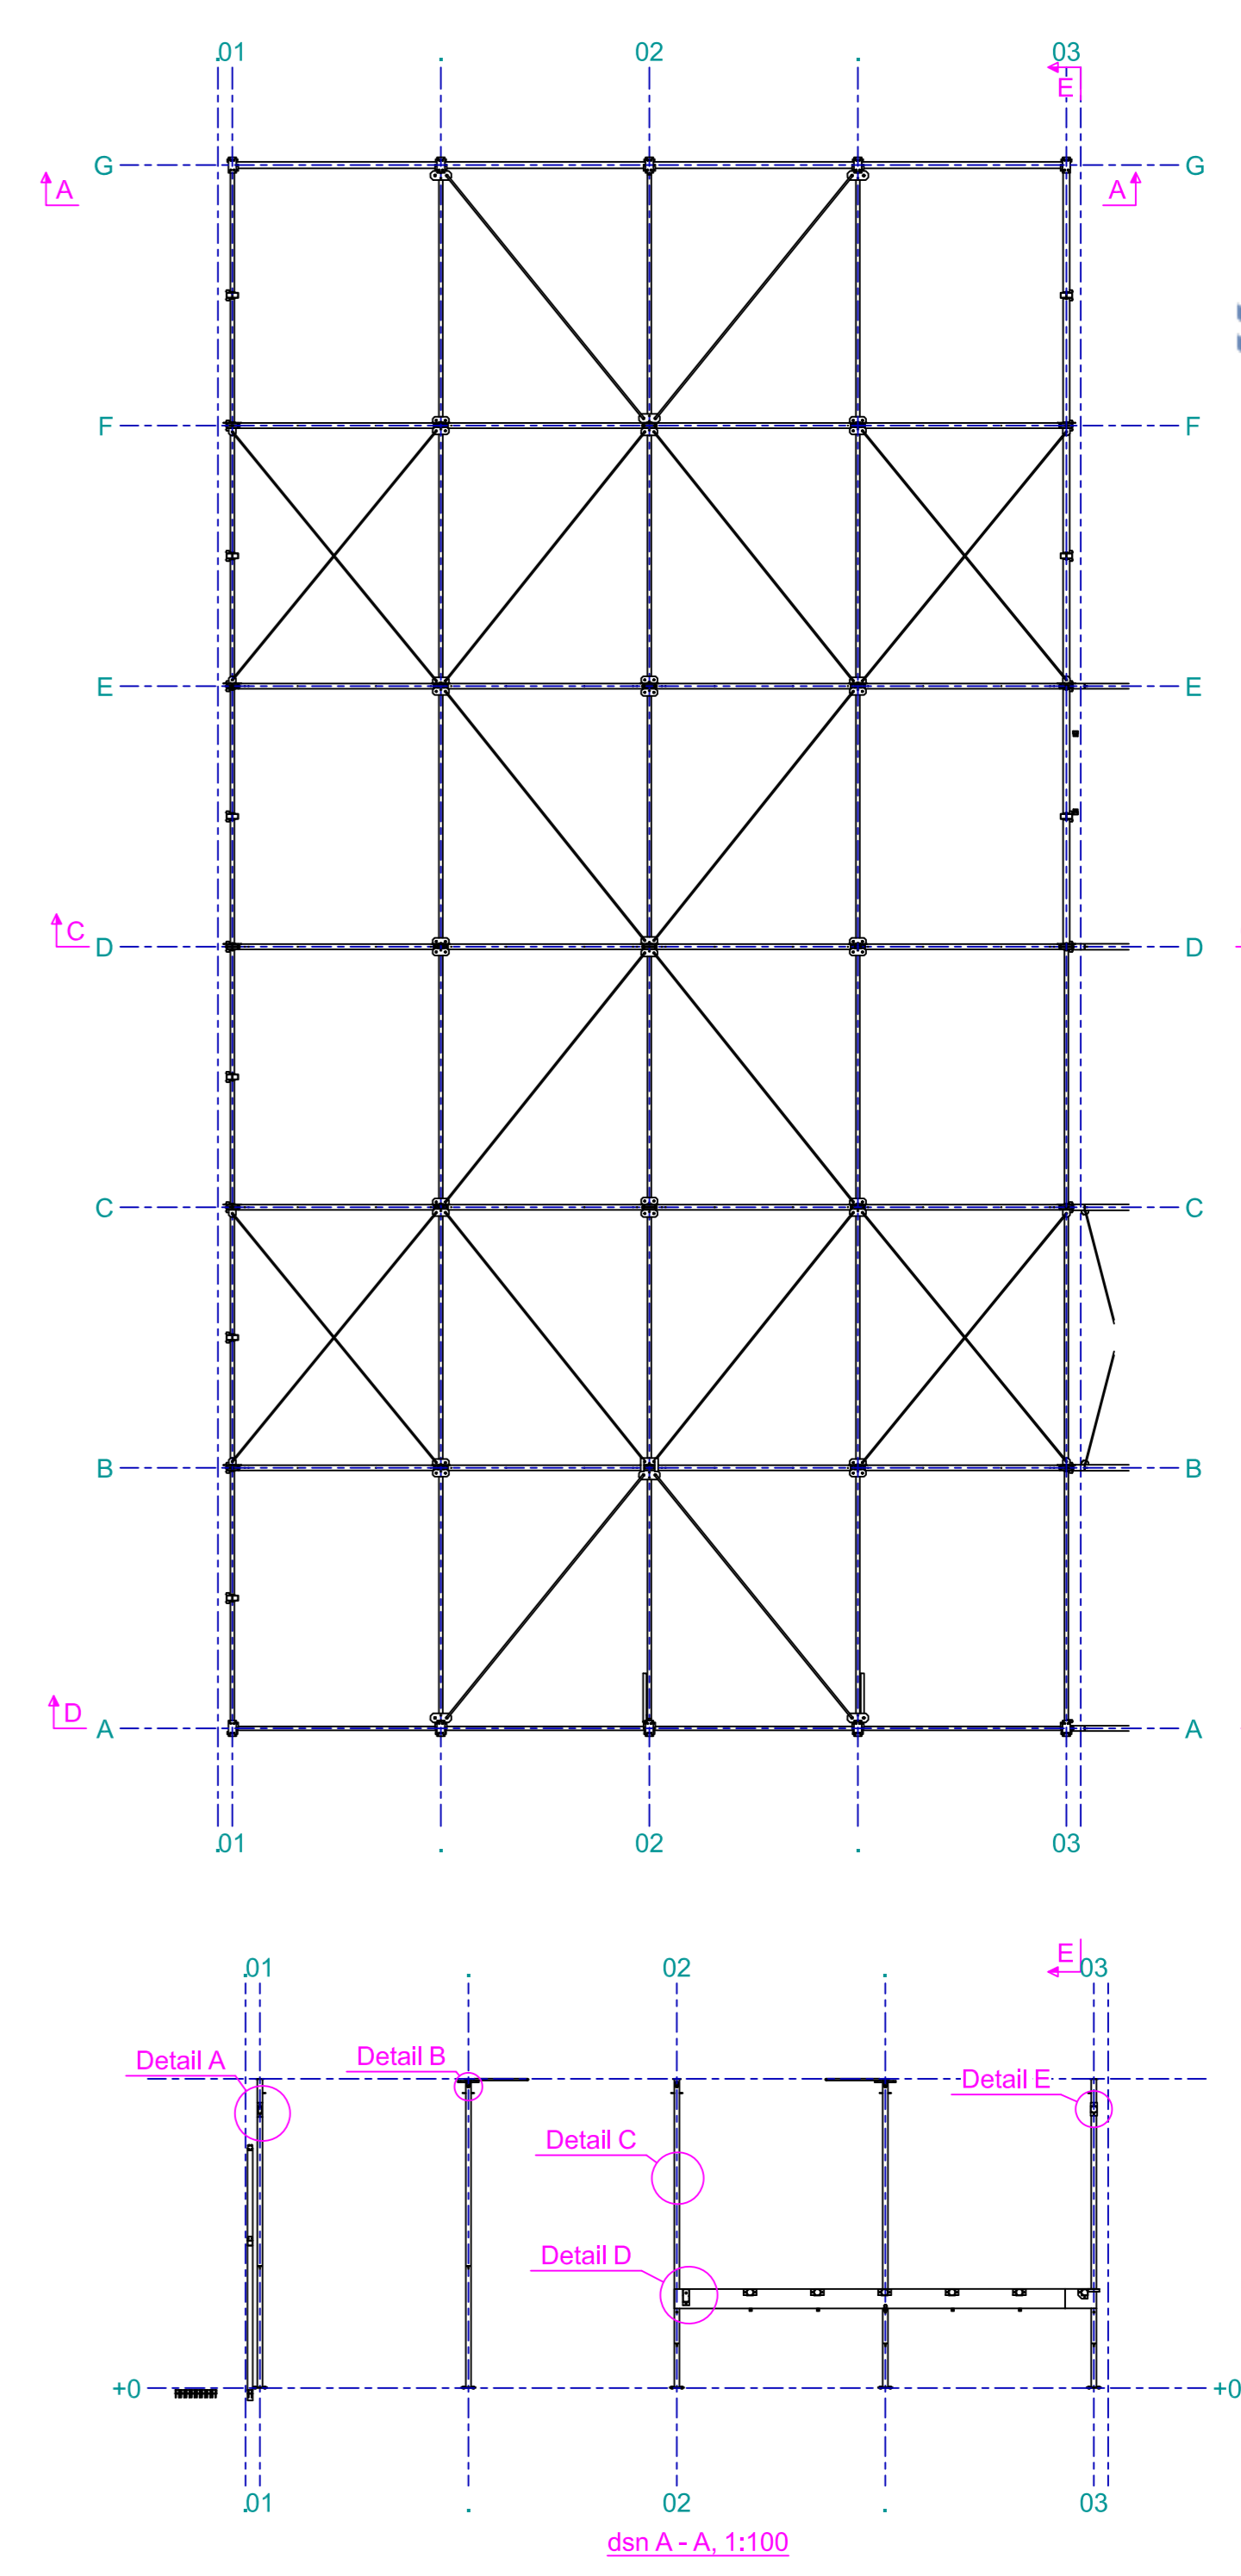 .01 . 02 . 03
E
G G
A A
F F
E E
C
D D
C C
B B
D
A A
.01 . 02 . 03
E
.01 . 02 . 03
Detail A
Detail B
Detail E
Detail C
Detail D
+0 +0
.01 . 02 . 03
dsn A - A, 1:100